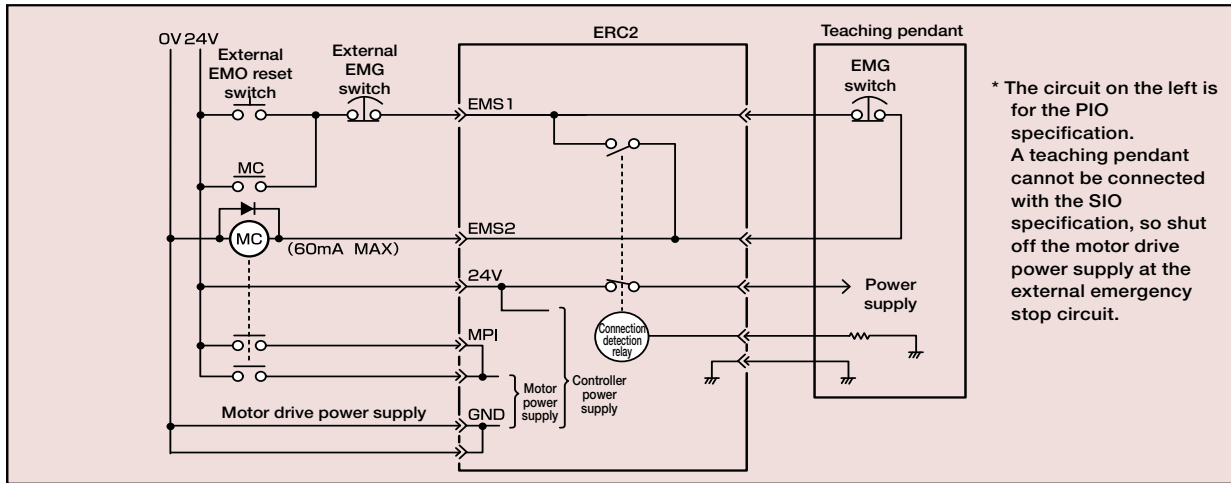 0V 24V
External
EMO reset
switch
External
EMG
switch
ERC2
Teaching pendant
EMG
switch
EMS1
MC
MC
(60mA MAX)
EMS2
24V
Power
supply
Connection
detection
relay
MPI
Motor
power
supply
Controller
power
supply
Motor drive power supply
GND
* The circuit on the left is
for the PIO
specification.
A teaching pendant
cannot be connected
with the SIO
specification, so shut
off the motor drive
power supply at the
external emergency
stop circuit.